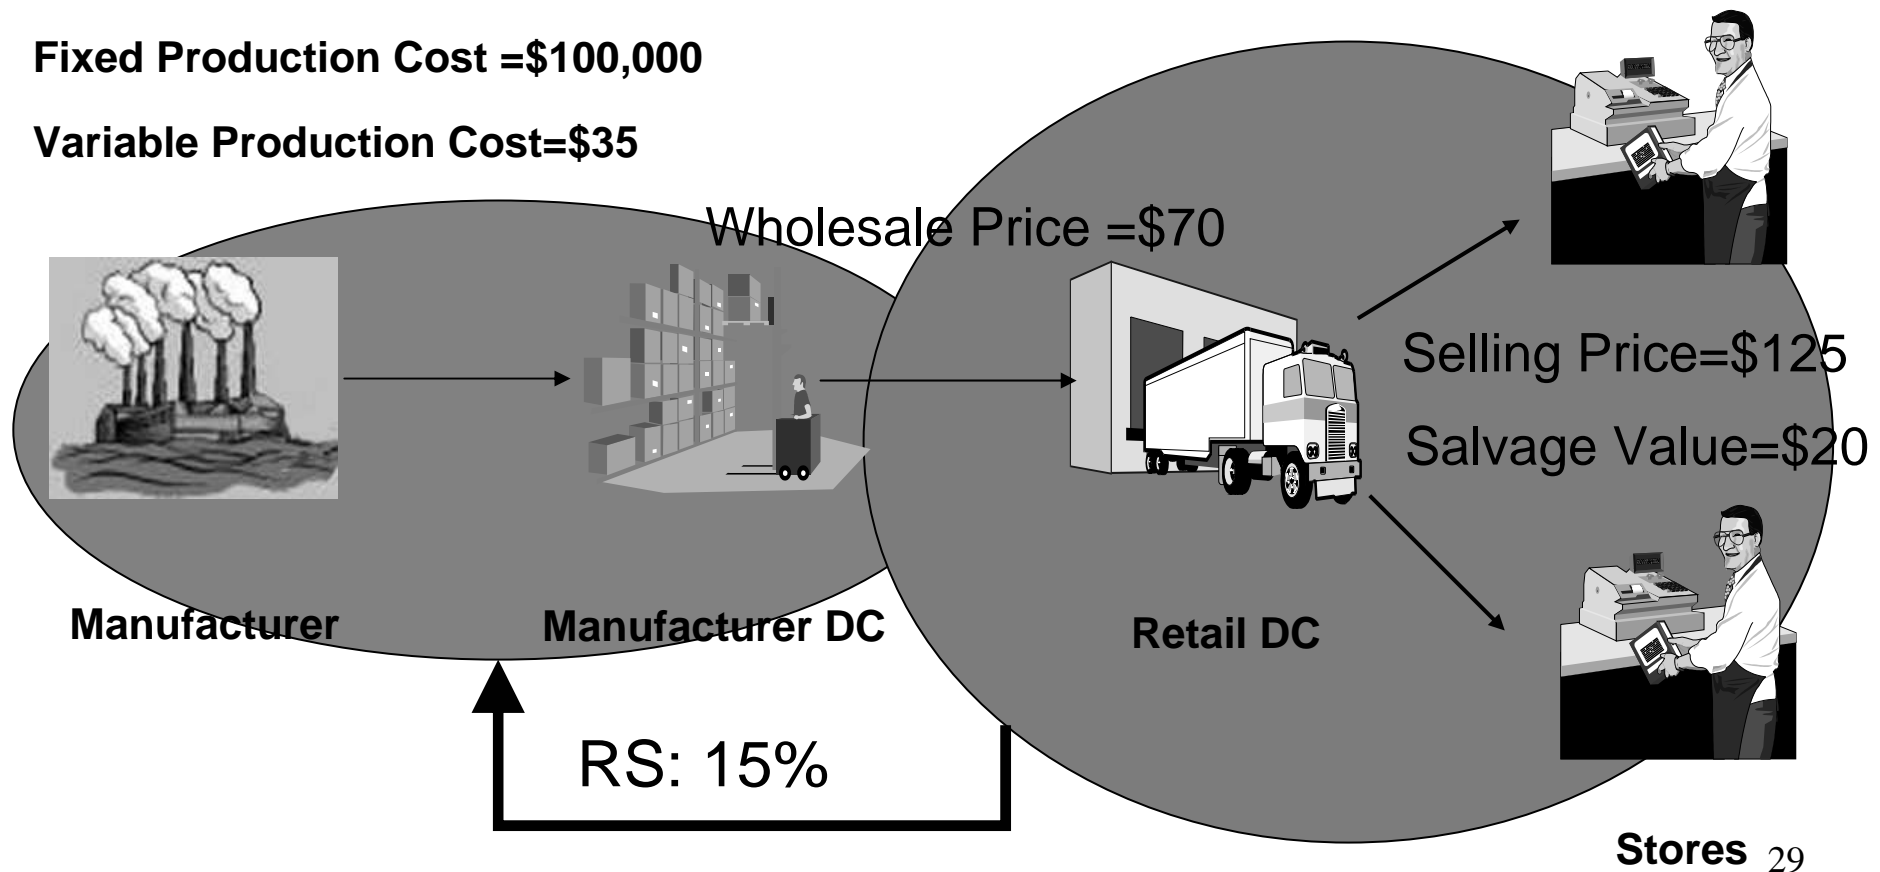 Fixed Production Cost =$100,000
Variable Production Cost=$35
Wholesale Price =$70
Selling Price=$125
Salvage Value=$20
Manufacturer
Manufacturer DC
Retail DC
RS: 15%
Stores
29